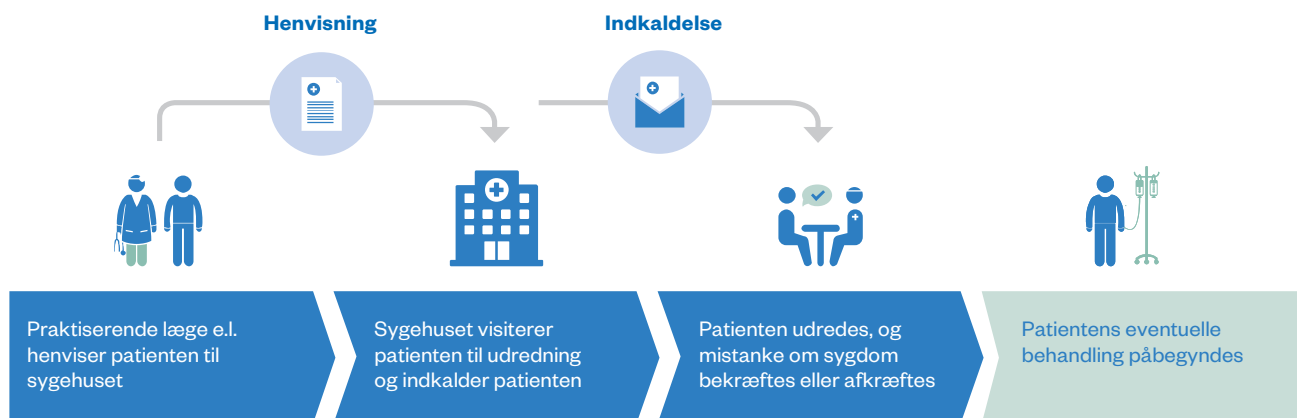 Henvisning
Indkaldelse
Praktiserende læge e.l.
henviser patienten til
sygehuset
Sygehuset visiterer
patienten til udredning
og indkalder patienten
Patienten udredes, og
mistanke om sygdom
bekræftes eller afkræftes
Patientens eventuelle
behandling påbegyndes